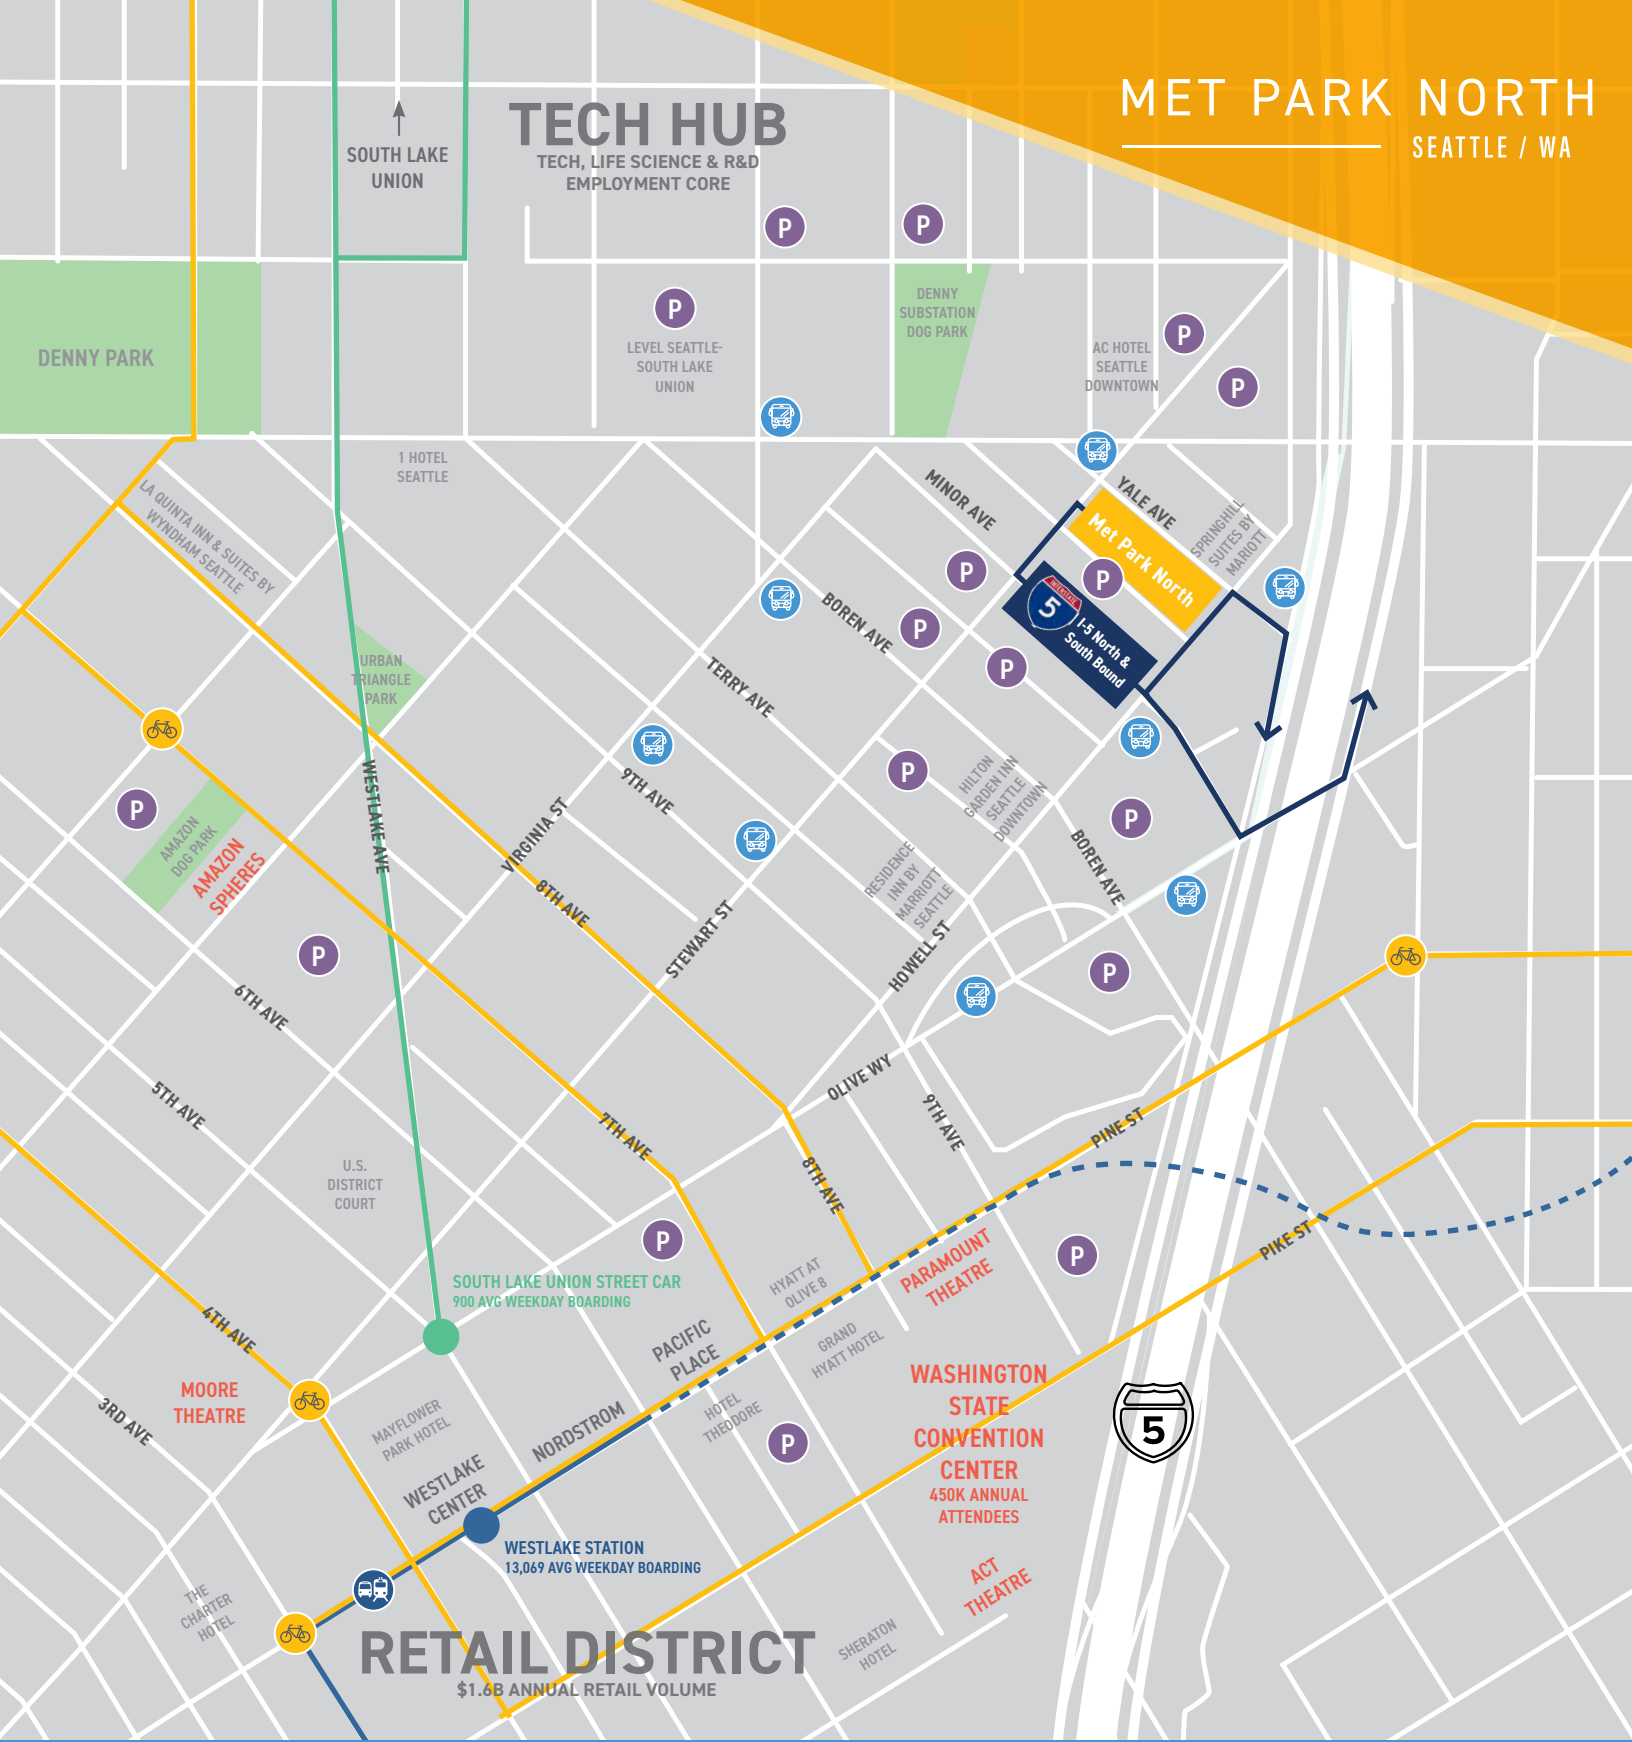 MET PARK NORTH
SEATTLE / WA
TECH HUB
TECH, LIFE SCIENCE & R&D
EMPLOYMENT CORE
SOUTH LAKE
UNION
P
P
P
P
P
DENNY
SUBSTATION
DOG PARK
DENNY PARK
LEVEL SEATTLE-
SOUTH LAKE
UNION
AC HOTEL
SEATTLE
DOWNTOWN
1 HOTEL
SEATTLE
LA QUINTA INN & SUITES BY
WYNDHAM SEATTLE
MINOR AVE
YALE AVE
SPRINGHILL
SUITES BY
MARIOTT
Met Park North
P
P
INTERSTATE
5
I-5 North &
South Bound
BOREN AVE
P
P
URBAN
TRIANGLE
PARK
TERRY AVE
9TH AVE
P
HILTON
GARDEN INN
SEATTLE
DOWNTOWN
P
BOREN AVE
WESTLAKE AVE
P
AMAZON
DOG PARK
AMAZON
SPHERES
VIRGINIA ST
8TH AVE
STEWART ST
RESIDENCE
INN BY
MARRIOTT
SEATTLE
HOWELL ST
P
P
6TH AVE
5TH AVE
OLIVE WY
9TH AVE
PINE ST
7TH AVE
8TH AVE
U.S.
DISTRICT
COURT
P
P
PARAMOUNT
THEATRE
PIKE ST
SOUTH LAKE UNION STREET CAR
900 AVG WEEKDAY BOARDING
HYATT AT
OLIVE 8
4TH AVE
PACIFIC
PLACE
GRAND
HYATT HOTEL
MOORE
THEATRE
3RD AVE
MAYFLOWER
PARK HOTEL
NORDSTROM
HOTEL
THEODORE
P
WASHINGTON
STATE
CONVENTION
CENTER
450K ANNUAL
ATTENDEES
5
WESTLAKE
CENTER
WESTLAKE STATION
13,069 AVG WEEKDAY BOARDING
ACT
THEATRE
THE
CHARTER
HOTEL
SHERATON
HOTEL
RETAIL DISTRICT
$1.6B ANNUAL RETAIL VOLUME